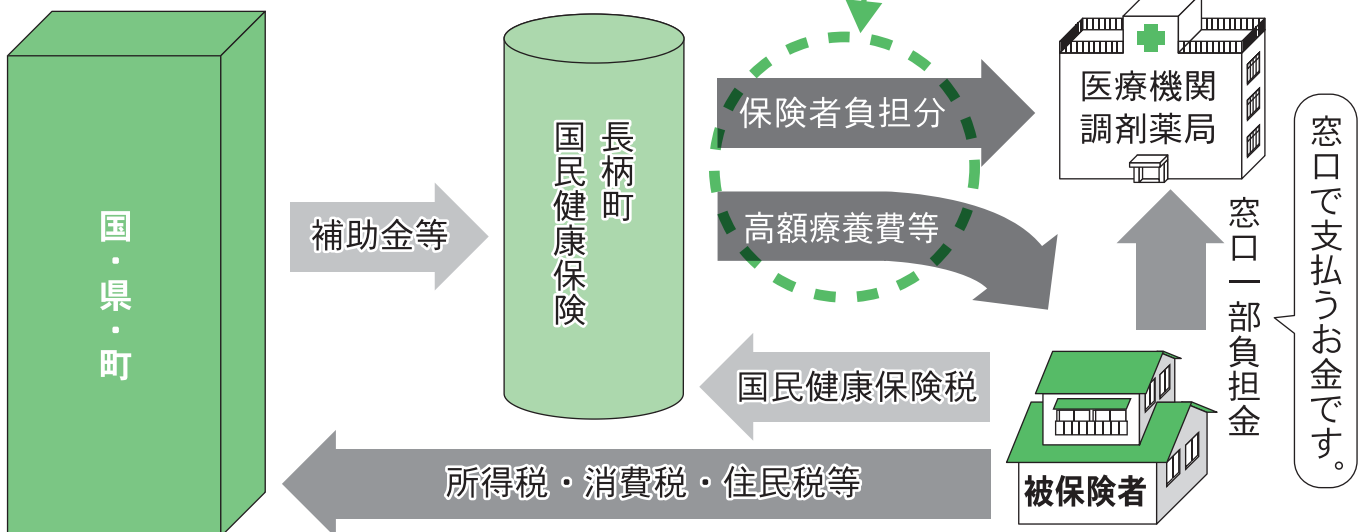 国・県・町
補助金等
長柄町
国民健康保険
保険者負担分
高額療養費等
医療機関
調剤薬局
窓口一部負担金
窓口で支払うお金です。
国民健康保険税
所得税・消費税・住民税等
被保険者